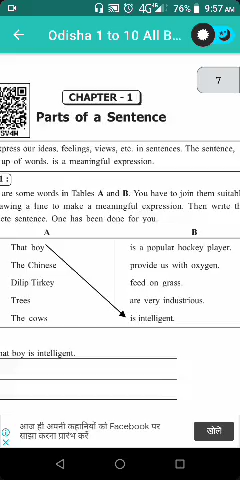 4G 76% 9:57 AM
Odisha 1 to 10 All B...
7
SV4M
CHAPTER - 1
Parts of a Sentence
xpress our ideas, feelings, views, etc. in sentences. The sentence,
up of words. is a meaningful expression.
1 :
are some words in Tables A and B. You have to join them suitabl
awing a line to make a meaningful expression. Then write th
ete sentence. One has been done for you.
A B
That boy is a popular hockey player.
The Chinese provide us with oxygen.
Dilip Tirkey feed on grass.
Trees are very industrious.
The cows is intelligent.
hat boy is intelligent.
आज ही अपनी कहानियों को Facebook पर
साझा करना प्रारंभ करें
खोलें